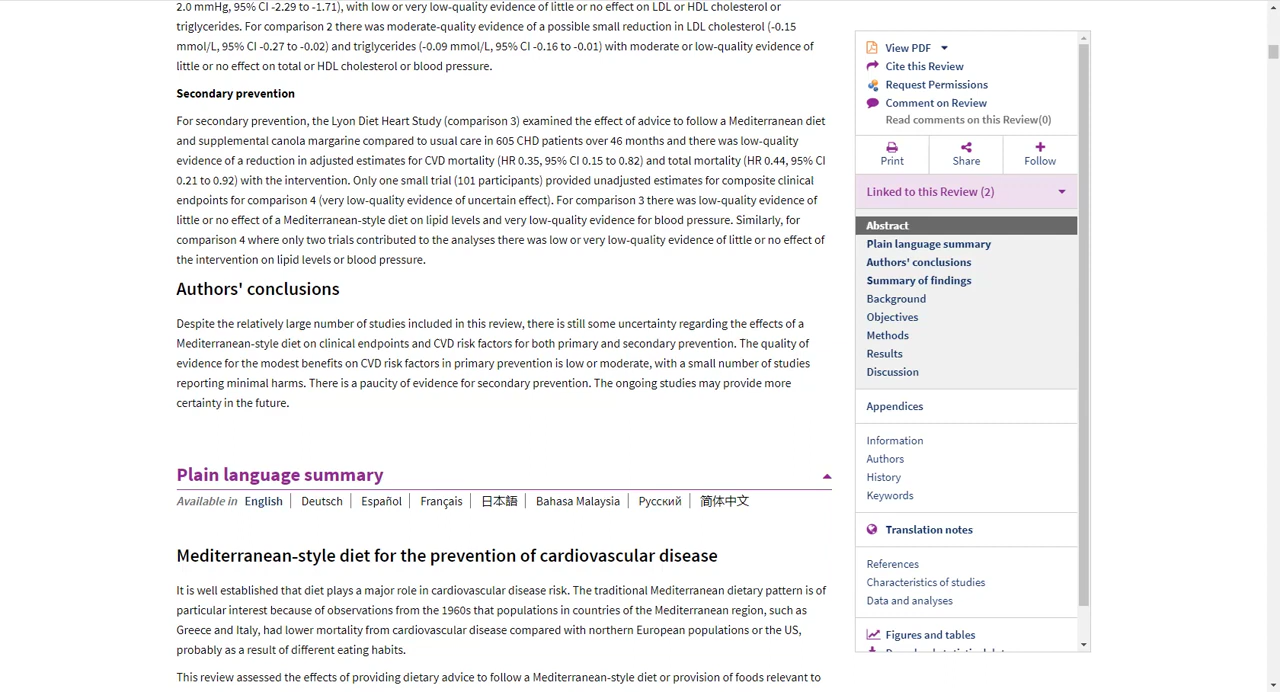 2.0 mmHg, 95% CI -2.29 to -1.71), with low or very low-quality evidence of little or no effect on LDL or HDL cholesterol or
triglycerides. For comparison 2 there was moderate-quality evidence of a possible small reduction in LDL cholesterol (-0.15
mmol/L, 95% CI -0.27 to -0.02) and triglycerides (-0.09 mmol/L, 95% CI -0.16 to -0.01) with moderate or low-quality evidence of
little or no effect on total or HDL cholesterol or blood pressure.
Secondary prevention
For secondary prevention, the Lyon Diet Heart Study (comparison 3) examined the effect of advice to follow a Mediterranean diet
and supplemental canola margarine compared to usual care in 605 CHD patients over 46 months and there was low-quality
evidence of a reduction in adjusted estimates for CVD mortality (HR 0.35, 95% CI 0.15 to 0.82) and total mortality (HR 0.44, 95% CI
0.21 to 0.92) with the intervention. Only one small trial (101 participants) provided unadjusted estimates for composite clinical
endpoints for comparison 4 (very low-quality evidence of uncertain effect). For comparison 3 there was low-quality evidence of
little or no effect of a Mediterranean-style diet on lipid levels and very low-quality evidence for blood pressure. Similarly, for
comparison 4 where only two trials contributed to the analyses there was low or very low-quality evidence of little or no effect of
the intervention on lipid levels or blood pressure.
Authors' conclusions
Despite the relatively large number of studies included in this review, there is still some uncertainty regarding the effects of a
Mediterranean-style diet on clinical endpoints and CVD risk factors for both primary and secondary prevention. The quality of
evidence for the modest benefits on CVD risk factors in primary prevention is low or moderate, with a small number of studies
reporting minimal harms. There is a paucity of evidence for secondary prevention. The ongoing studies may provide more
certainty in the future.
Plain language summary
Available in English | Deutsch | Español | Français | 日本語 | Bahasa Malaysia | Русский | 简体中文
Mediterranean-style diet for the prevention of cardiovascular disease
It is well established that diet plays a major role in cardiovascular disease risk. The traditional Mediterranean dietary pattern is of
particular interest because of observations from the 1960s that populations in countries of the Mediterranean region, such as
Greece and Italy, had lower mortality from cardiovascular disease compared with northern European populations or the US,
probably as a result of different eating habits.
This review assessed the effects of providing dietary advice to follow a Mediterranean-style diet or provision of foods relevant to
View PDF
Cite this Review
Request Permissions
Comment on Review
Read comments on this Review(0)
Print Share Follow
Linked to this Review (2)
Abstract
Plain language summary
Authors' conclusions
Summary of findings
Background
Objectives
Methods
Results
Discussion
Appendices
Information
Authors
History
Keywords
Translation notes
References
Characteristics of studies
Data and analyses
Figures and tables